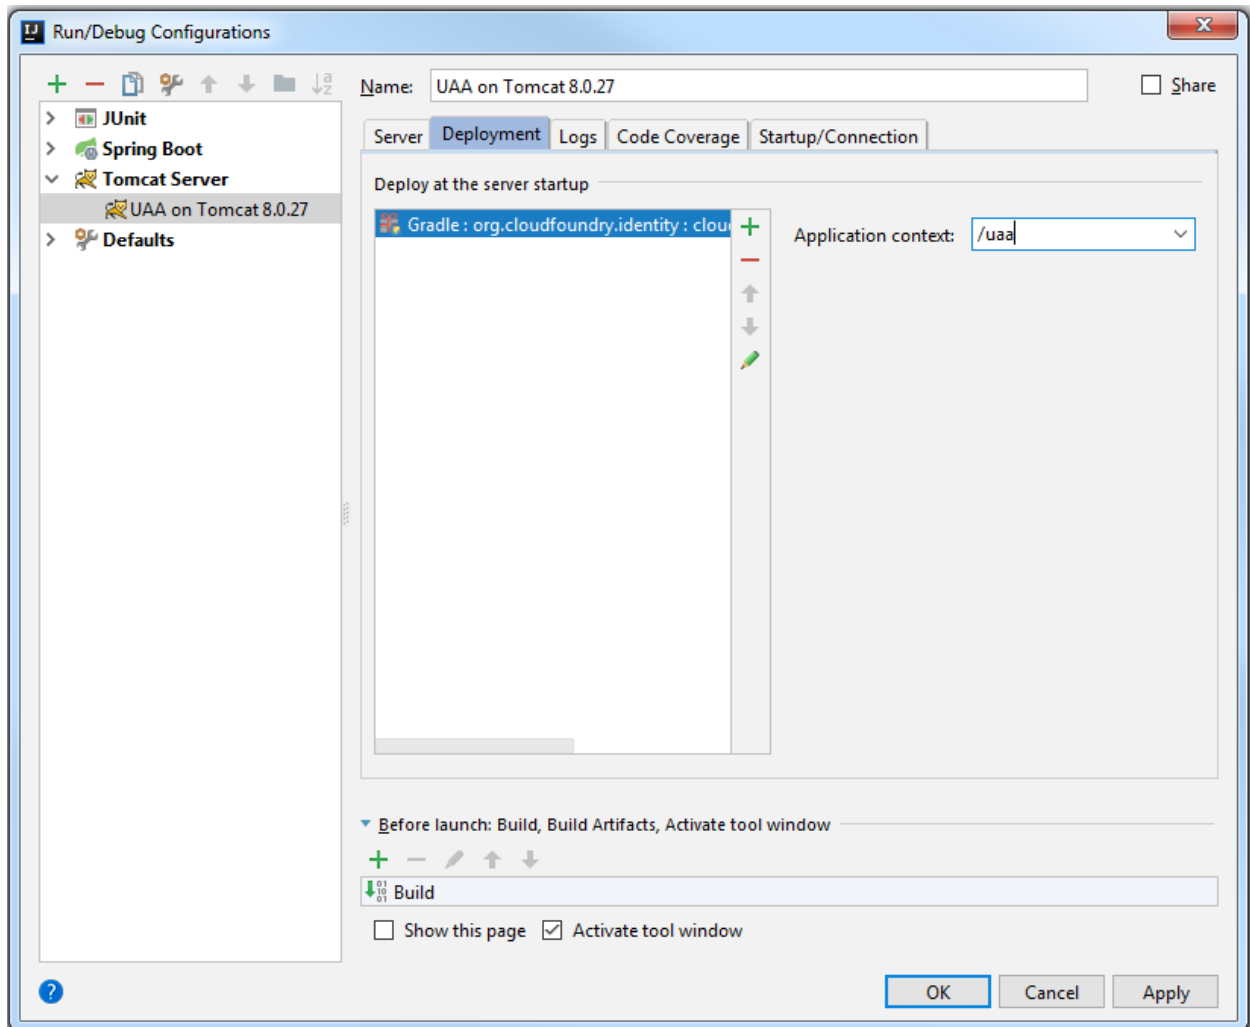 Run/Debug Configurations
Name: UAA on Tomcat 8.0.27
Share
JUnit
Spring Boot
Tomcat Server
UAA on Tomcat 8.0.27
Defaults
Server Deployment Logs Code Coverage Startup/Connection
Deploy at the server startup
Gradle : org.cloudfoundry.identity :
Application context: /uaa
Before launch: Build, Build Artifacts, Activate tool window
Build
Show this page Activate tool window
OK Cancel Apply